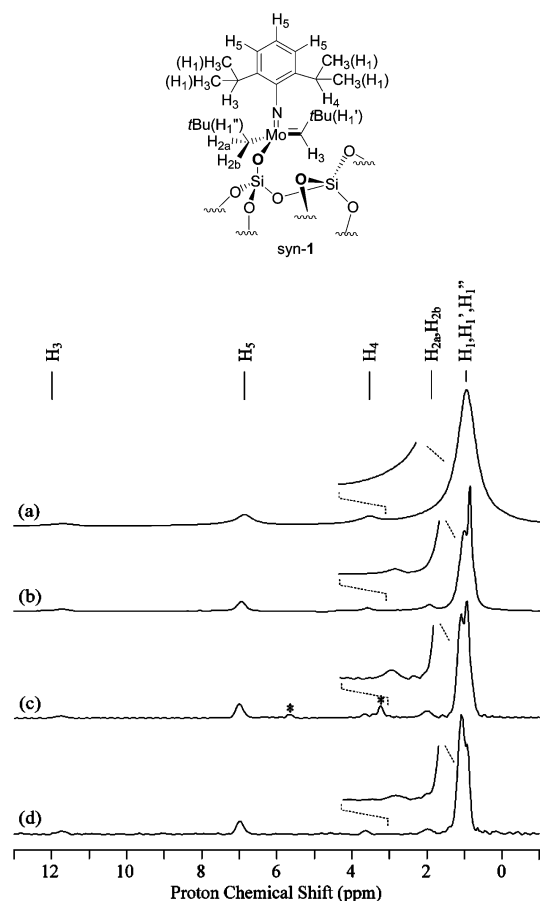 H5
H5 H5
(H1)H3C CH3(H1)
(H1)H3C CH3(H1)
H3 H4
N
tBu(H1") tBu(H1')
H2a Mo
H2b O H3
O Si O Si O O
O O O
syn-1
H3 H5 H4 H2a,H2b H1,H1',H1"
(a)
(b)
* *
(c)
(d)
12 10 8 6 4 2 0
Proton Chemical Shift (ppm)